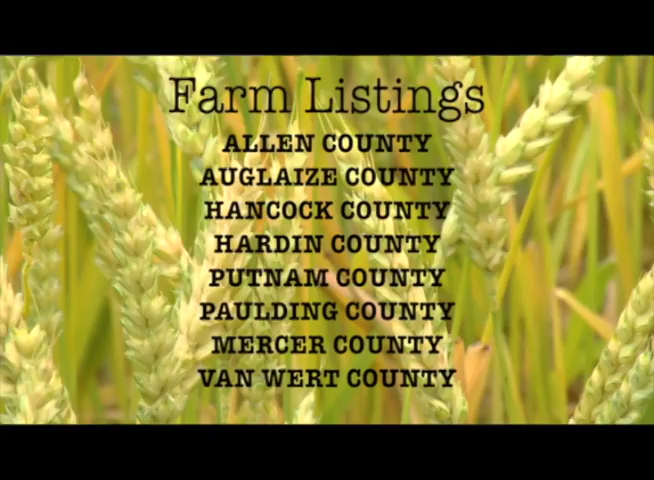 Farm Listings
ALLEN COUNTY
AUGLAIZE COUNTY
HANCOCK COUNTY
HARDIN COUNTY
PUTNAM COUNTY
PAULDING COUNTY
MERCER COUNTY
VAN WERT COUNTY